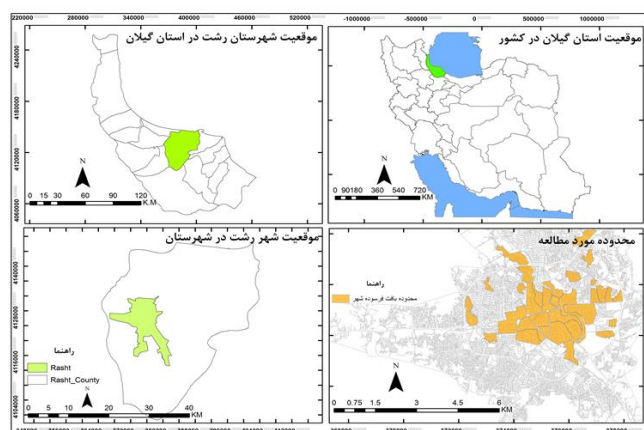 موقعیت استان گیلان در کشور
-1000000 -500000 0 500000 1000000
N
0 90180 360 540 720
KM
موقعیت شهرستان رشت در استان گیلان
220000 280000 340000 400000 460000 520000
4240000
4180000
4120000
4060000
N
0 15 30 60 90 120
KM
محدوده مورد مطالعه
راهنما
محدوده بافت فرسوده شهر
N
0 0.75 1.5 3 4.5 6
KM
موقعیت شهر رشت در شهرستان
4140000
4128000
4116000
4104000
راهنما
Rasht
Rasht_County
N
0 5 10 20 30 40
KM